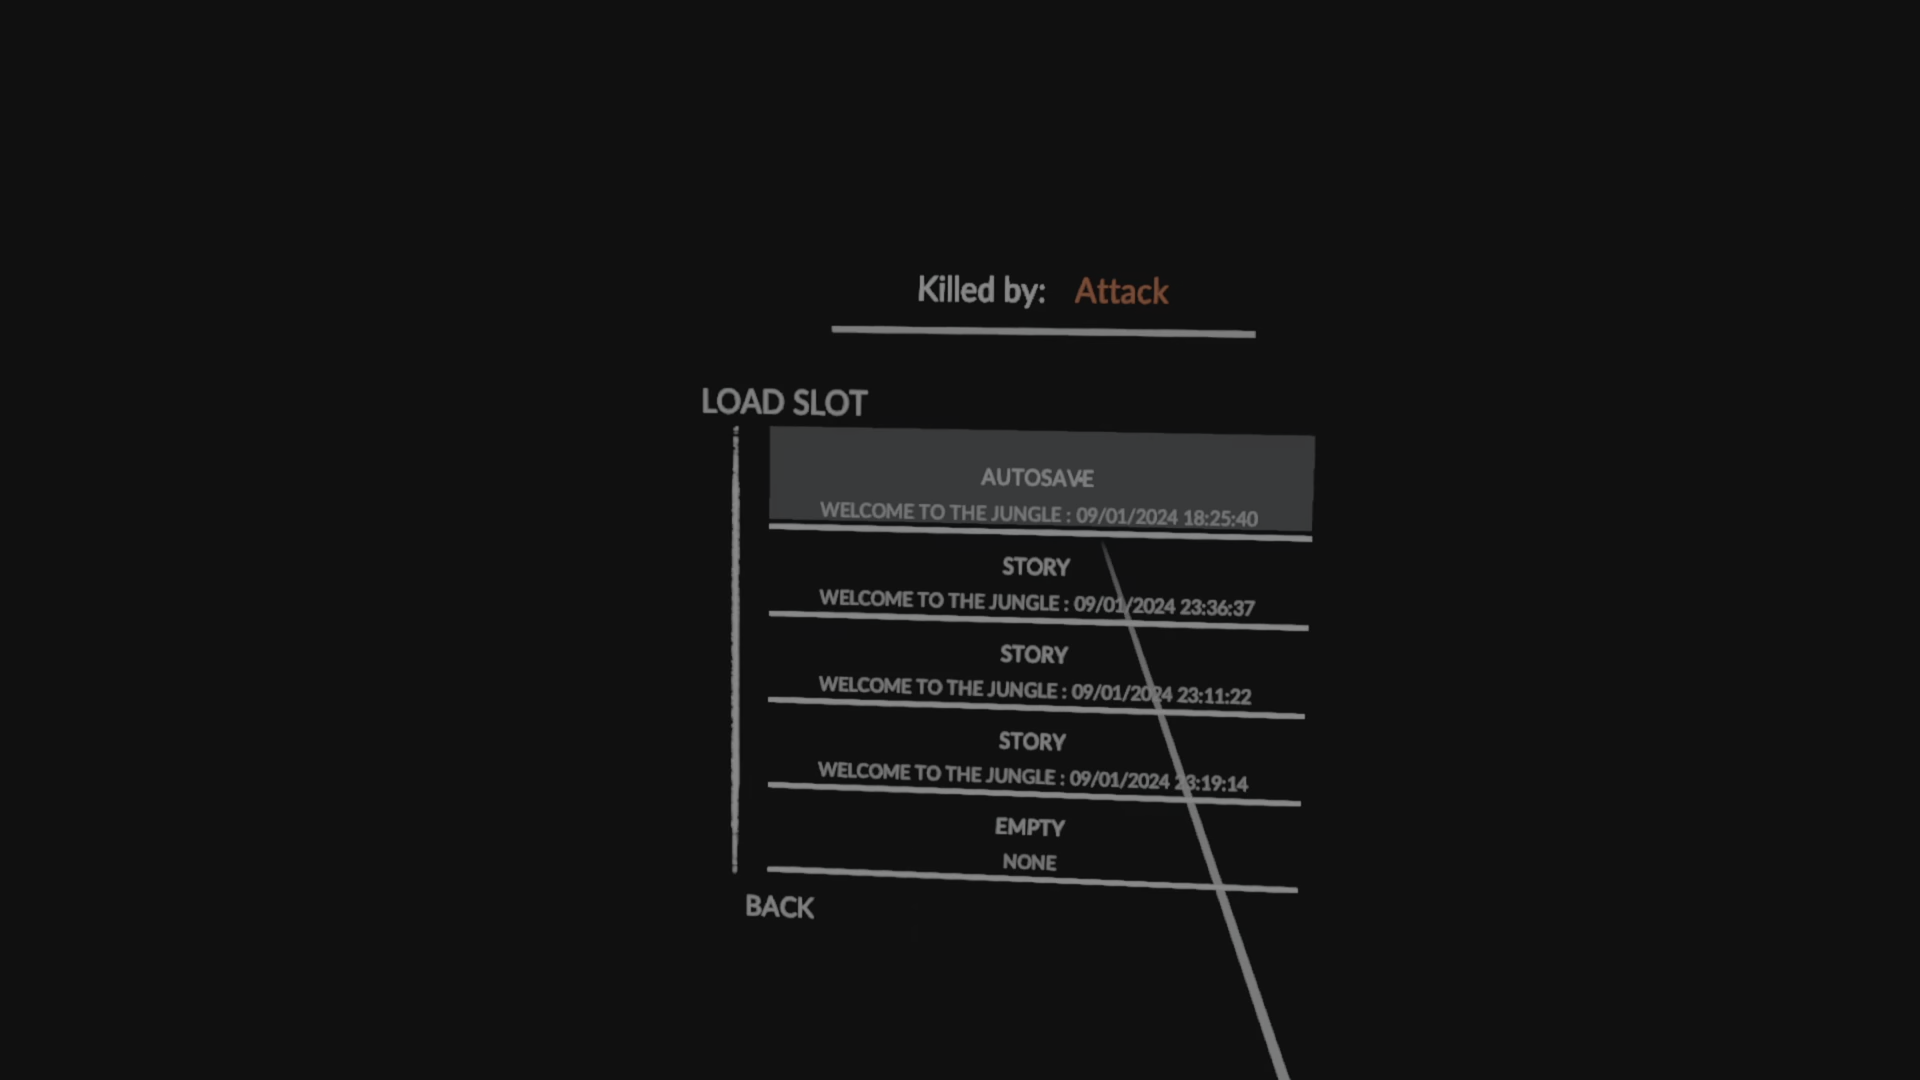 Killed by: Attack
LOAD SLOT
AUTOSAVE
WELCOME TO THE JUNGLE : 09/01/2024 18:25:40
STORY
WELCOME TO THE JUNGLE : 09/01/2024 23:36:37
STORY
WELCOME TO THE JUNGLE : 09/01/2024 23:11:22
STORY
WELCOME TO THE JUNGLE : 09/01/2024 23:19:14
EMPTY
NONE
BACK